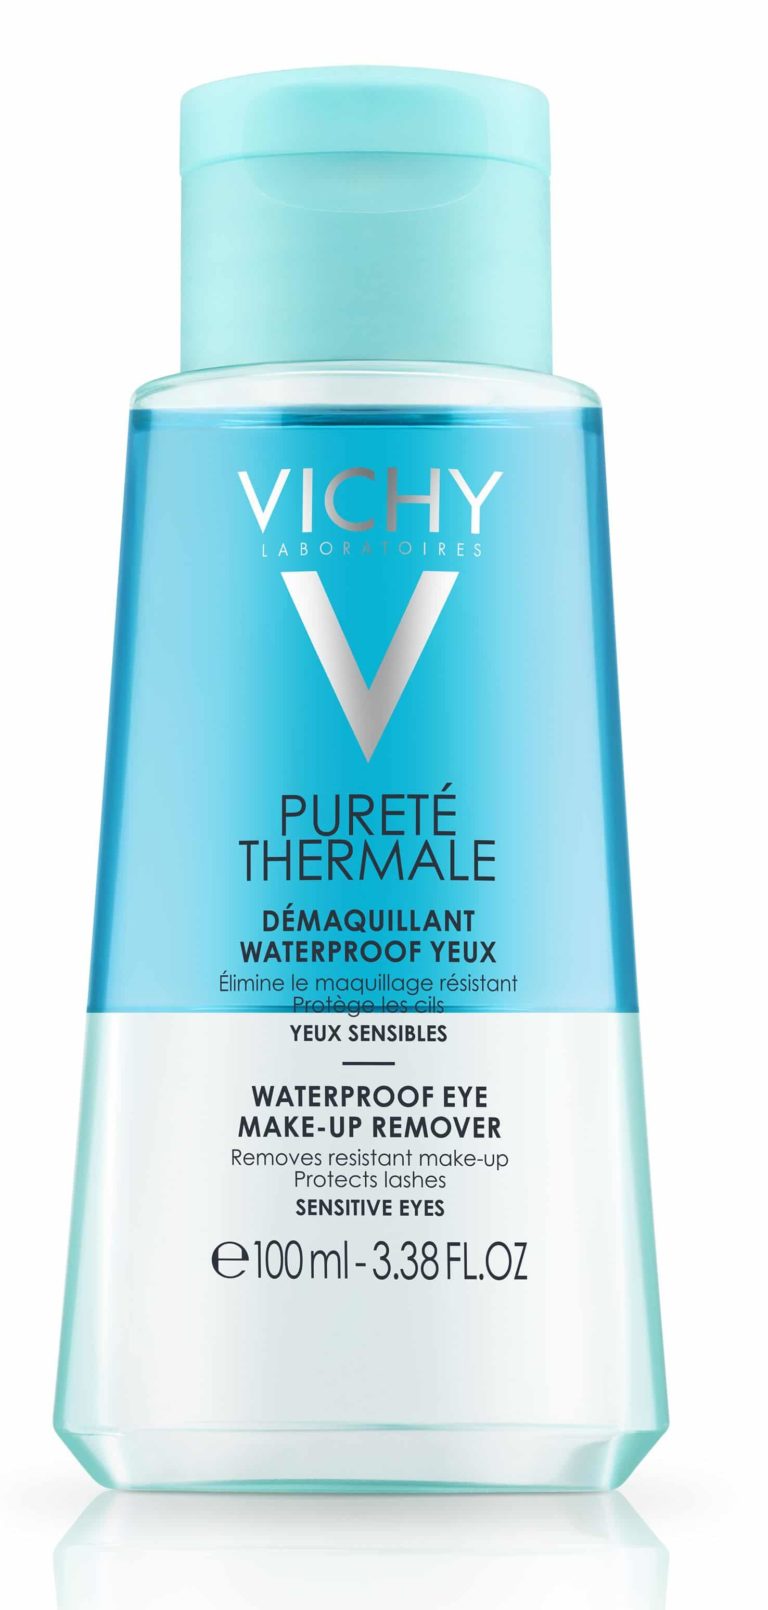 VICHY
LABORATOIRES
V
PURETÉ
THERMALE
DÉMAQUILLANT
WATERPROOF YEUX
Élimine le maquillage résistant
Protège les cils
YEUX SENSIBLES
WATERPROOF EYE
MAKE-UP REMOVER
Removes resistant make-up
Protects lashes
SENSITIVE EYES
℮100 ml - 3.38 FL.OZ